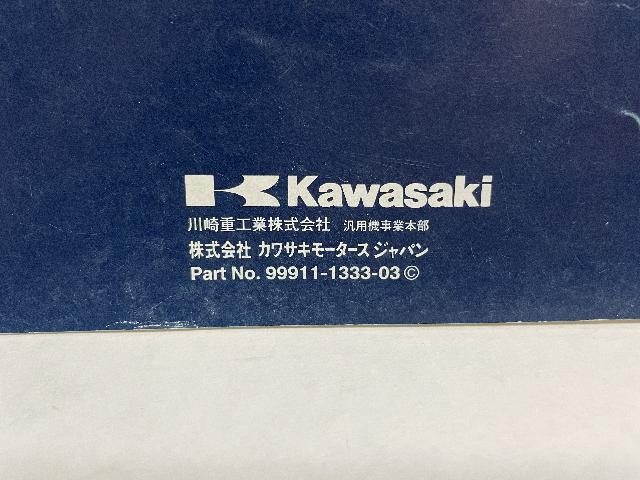 Kawasaki
川崎重工業株式会社 汎用機事業本部
株式会社 カワサキモータースジャパン
Part No. 99911-1333-03 ©